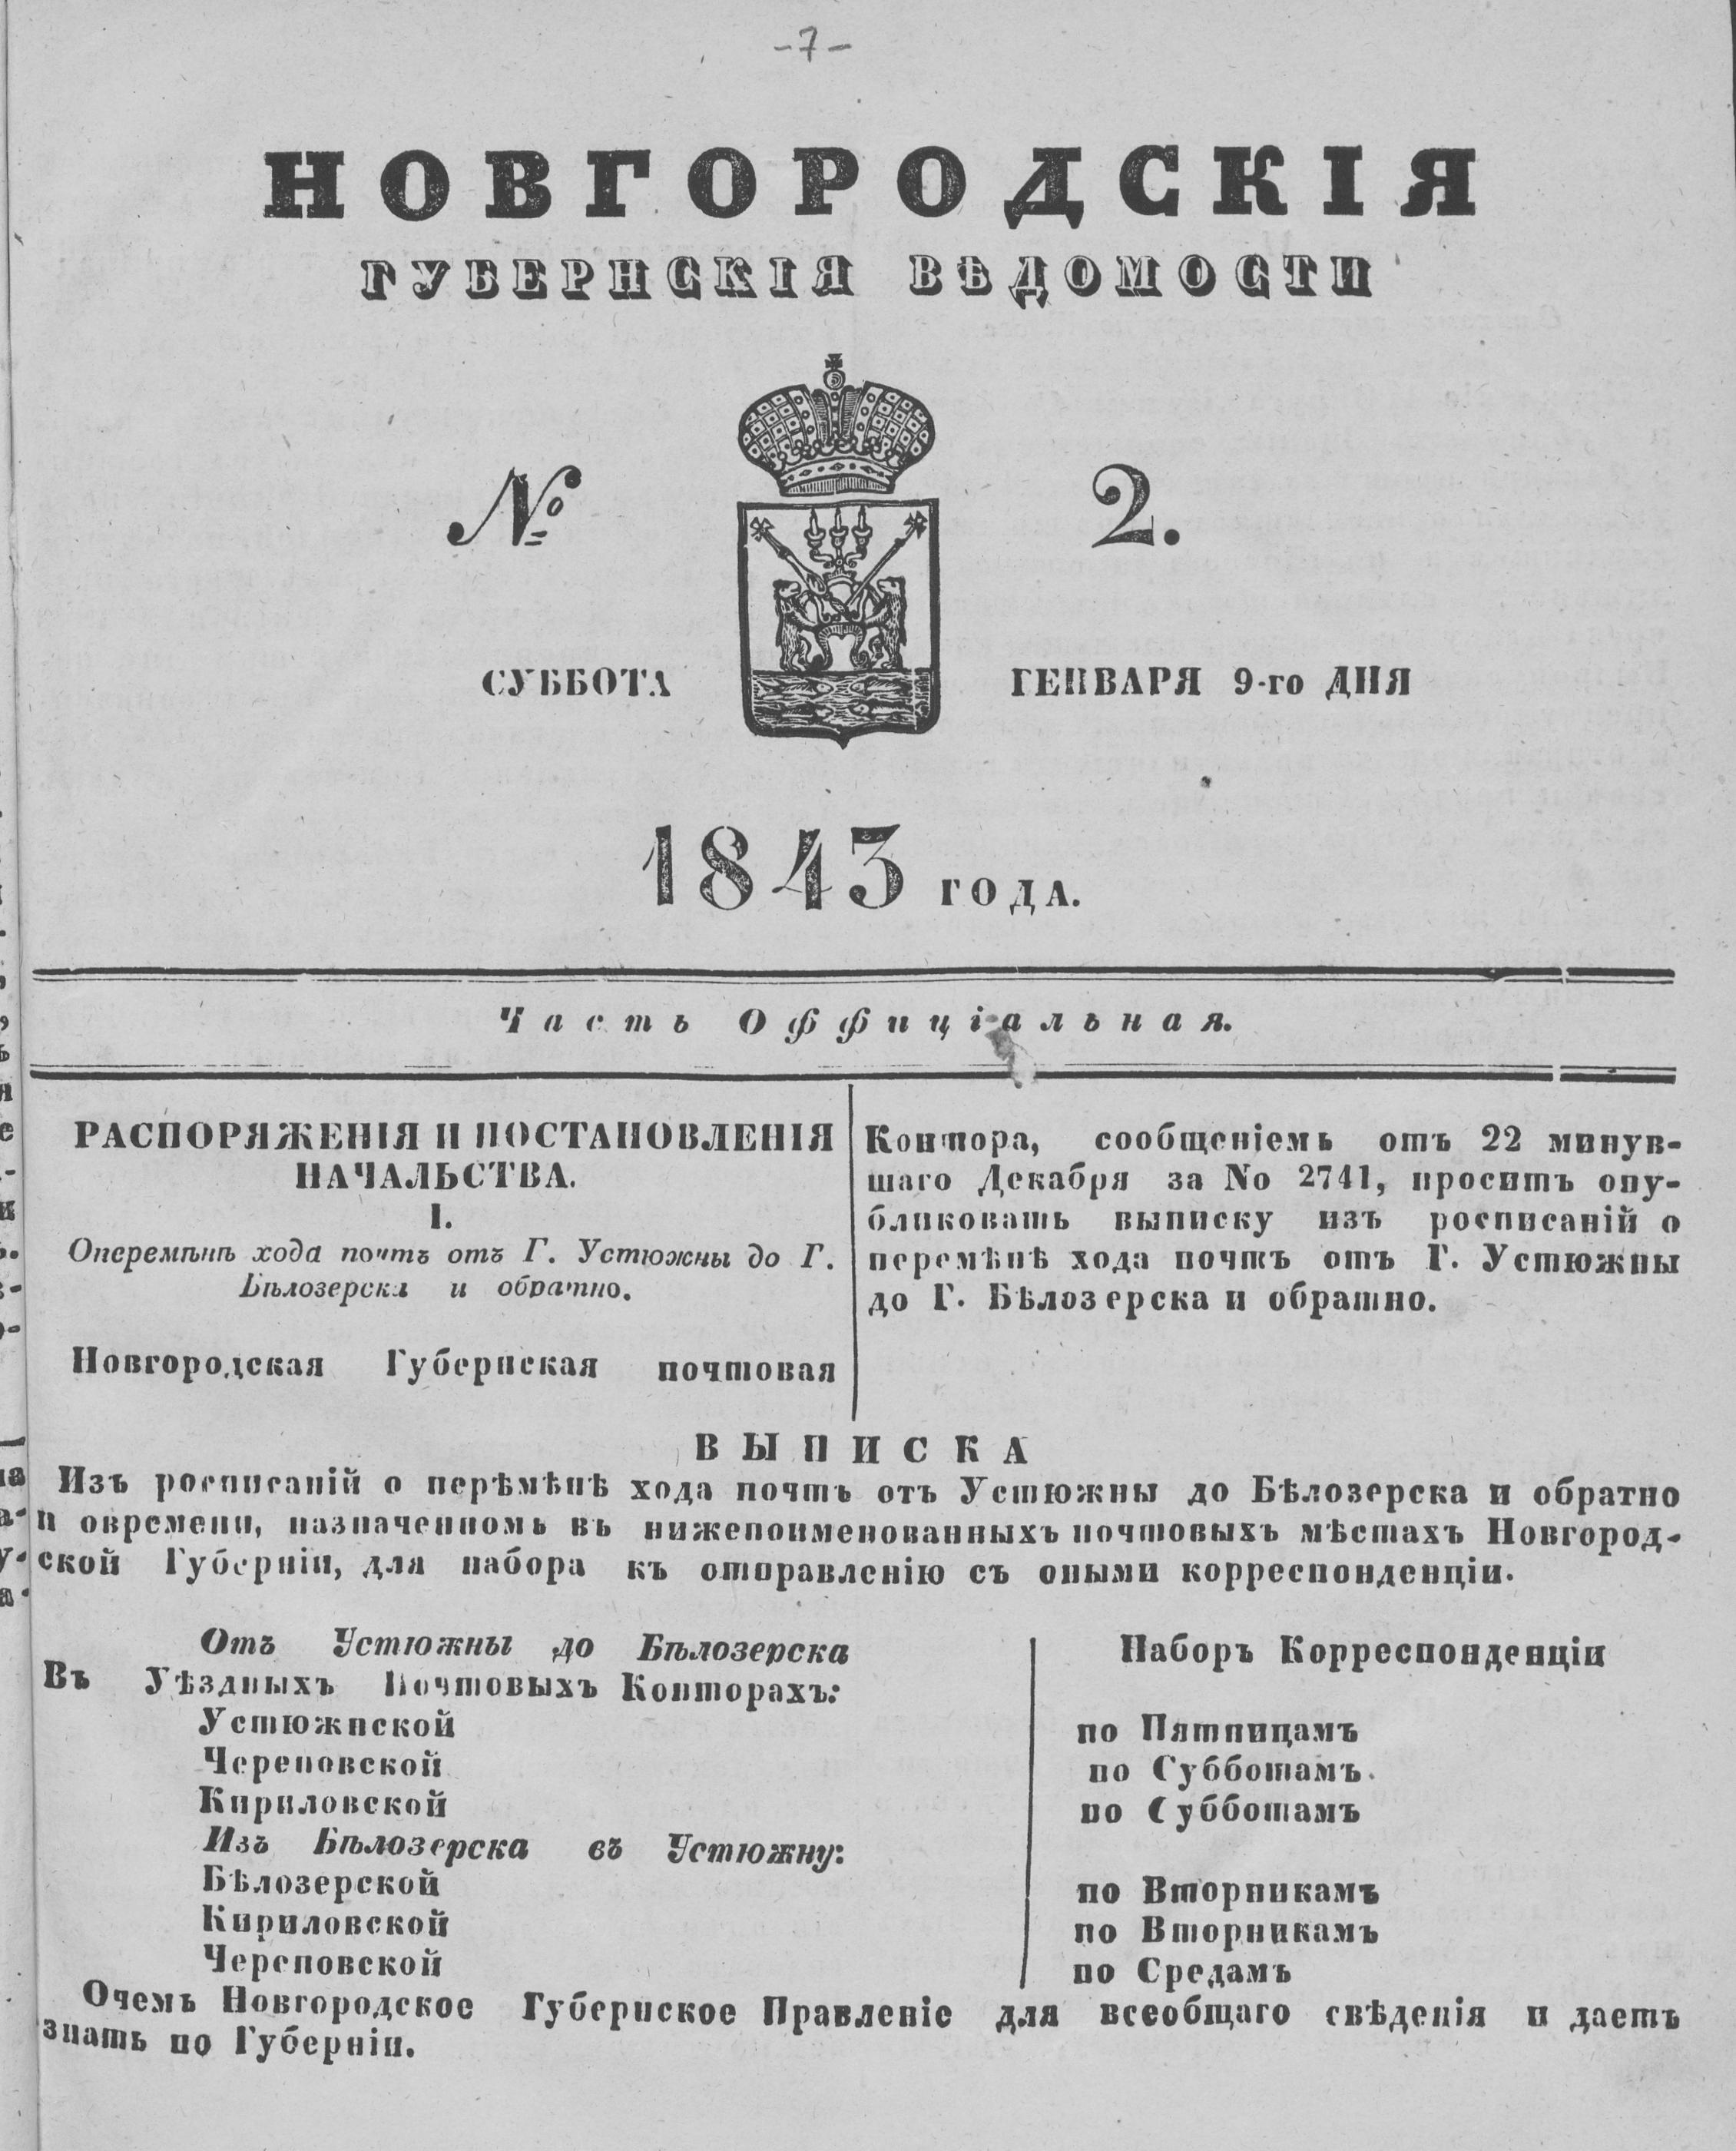 -7-
НОВГОРОДСКІЯ
ГУБЕРНСКІЯ ВѢДОМОСТИ
№ 2.
СУББОТА ГЕНВАРЯ 9-го ДНЯ
1843 ГОДА.
Часть Оффиціальная.
РАСПОРЯЖЕНІЯ И ПОСТАНОВЛЕНІЯ
НАЧАЛЬСТВА.
I.
Оперемѣнѣ хода почтъ отъ Г. Устюжны до Г.
Бѣлозерска и обратно.
Новгородская Губернская почтовая
Контора, сообщеніемъ отъ 22 минув-
шаго Декабря за No 2741, проситъ опу-
бликовать выписку изъ росписаній о
перемѣнѣ хода почтъ отъ Г. Устюжны
до Г. Бѣлозерска и обратно.
ВЫПИСКА
Изъ росписаній о перѣмѣнѣ хода почтъ отъ Устюжны до Бѣлозерска и обратно
и овремени, назначенномъ въ нижепоименованныхъ почтовыхъ мѣстахъ Новгород-
ской Губерніи, для набора къ отправленію съ оными корреспонденціи.
Отъ Устюжны до Бѣлозерска Наборъ Корреспонденціи
Въ Уѣздныхъ Почтовыхъ Конторахъ:
Устюжнской по Пятницамъ
Череповской по Субботамъ.
Кириловской по Субботамъ
Изъ Бѣлозерска въ Устюжну:
Бѣлозерской по Вторникамъ
Кириловской по Вторникамъ
Череповской по Средамъ
Очемъ Новгородское Губернское Правленіе для всеобщаго свѣденія и даетъ
знать по Губерніи.